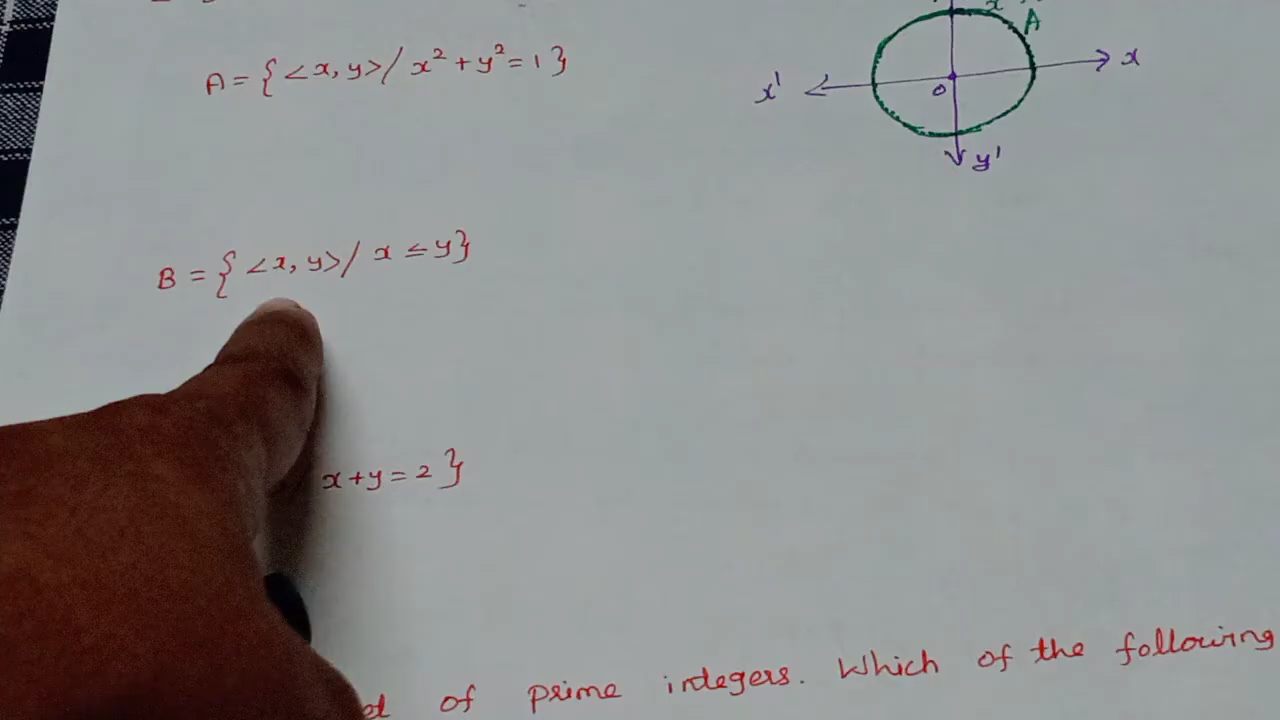 A = { <x, y> / x² + y² = 1 }
x A
x' O x
y'
B = { <x, y> / x ≤ y }
x + y = 2 }
of prime integers. Which of the following